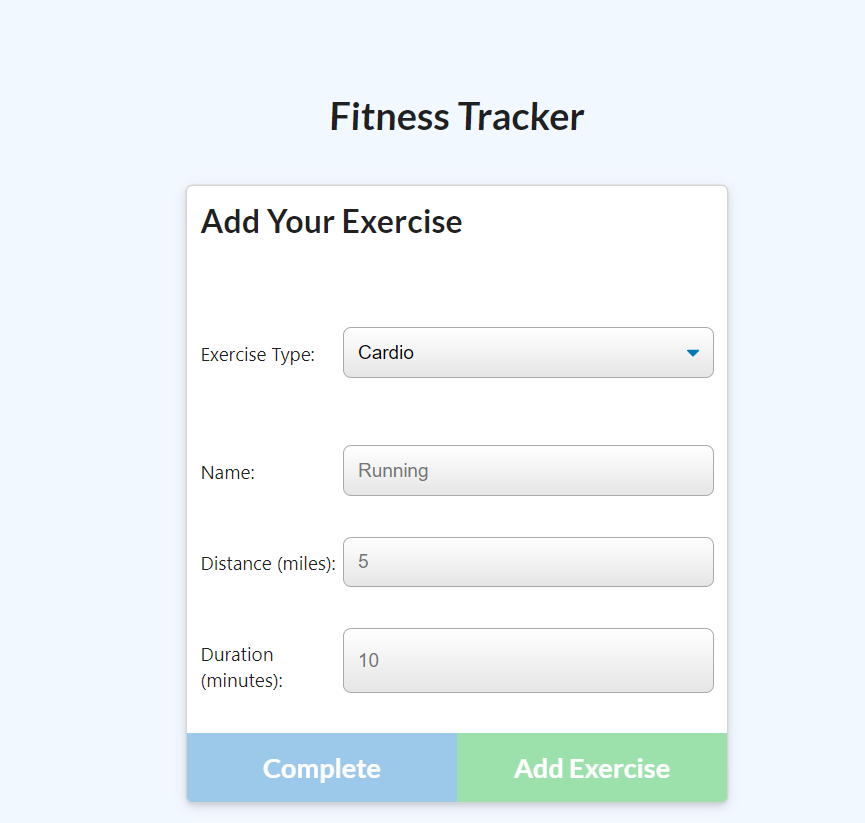 Fitness Tracker
Add Your Exercise
Exercise Type: Cardio
Name: Running
Distance (miles): 5
Duration
(minutes): 10
Complete Add Exercise